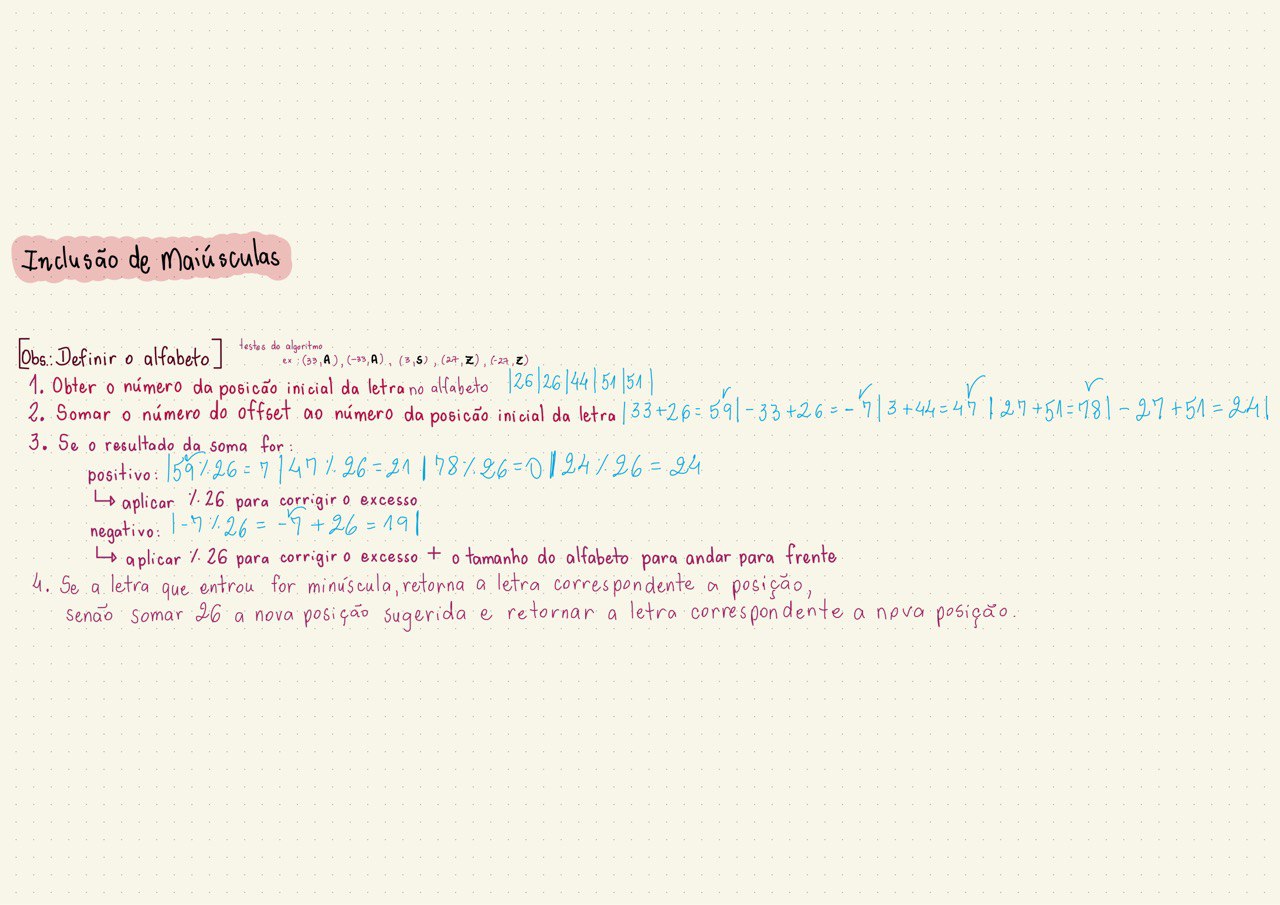 Inclusão de Maiúsculas
[Obs.: Definir o alfabeto] testes do algoritmo
ex : (33, A) , (-33, A) , (3, S) , (27, Z) , (-27, Z)
1. Obter o número da posicão inicial da letra no alfabeto |26|26|44|51|51|
2. Somar o número do offset ao número da posicão inicial da letra |33+26=59|-33+26=-7|3+44=47|27+51=78|-27+51=24|
3. Se o resultado da soma for:
positivo: |59%26=7|47%26=21|78%26=0||24%26=24
↳ aplicar %26 para corrigir o excesso
negativo: |-7%26=-7+26=19|
↳ aplicar %26 para corrigir o excesso + o tamanho do alfabeto para andar para frente
4. Se a letra que entrou for minúscula, retorna a letra correspondente a posição,
senão somar 26 a nova posição sugerida e retornar a letra correspondente a nova posição.